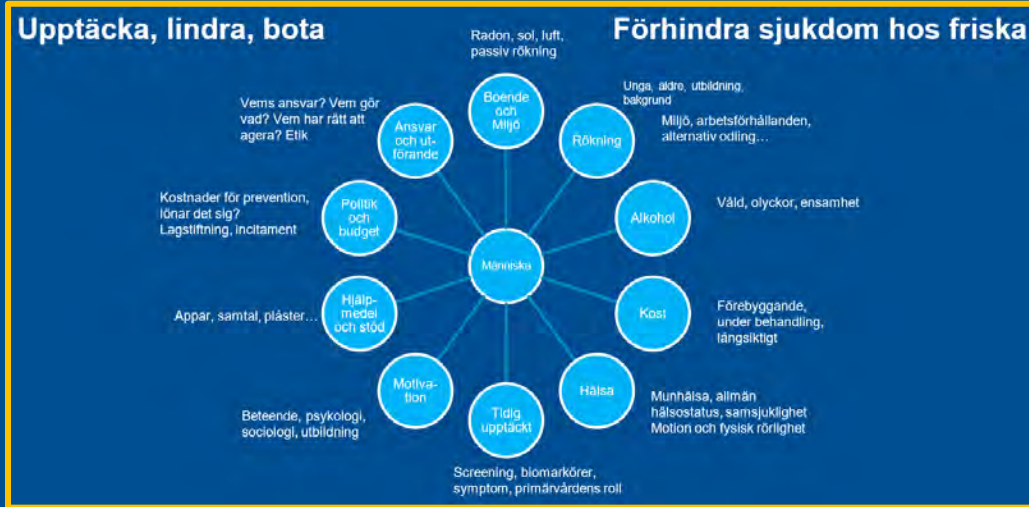 Upptäcka, lindra, bota
Förhindra sjukdom hos friska
Radon, sol, luft,
passiv rökning
Boende
och
Miljö
Unga, äldre, utbildning,
bakgrund
Miljö, arbetsförhållanden,
alternativ odling…
Rökning
Våld, olyckor, ensamhet
Alkohol
Förebyggande,
under behandling,
långsiktigt
Kost
Munhälsa, allmän
hälsostatus, samsjuklighet
Motion och fysisk rörlighet
Hälsa
Tidig
upptäckt
Screening, biomarkörer,
symptom, primärvårdens roll
Motiva-
tion
Beteende, psykologi,
sociologi, utbildning
Hjälp-
medel
och stöd
Appar, samtal, plåster…
Politik
och
budget
Kostnader för prevention,
lönar det sig?
Lagstiftning, incitament
Ansvar
och ut-
förande
Vems ansvar? Vem gör
vad? Vem har rätt att
agera? Etik
Människa